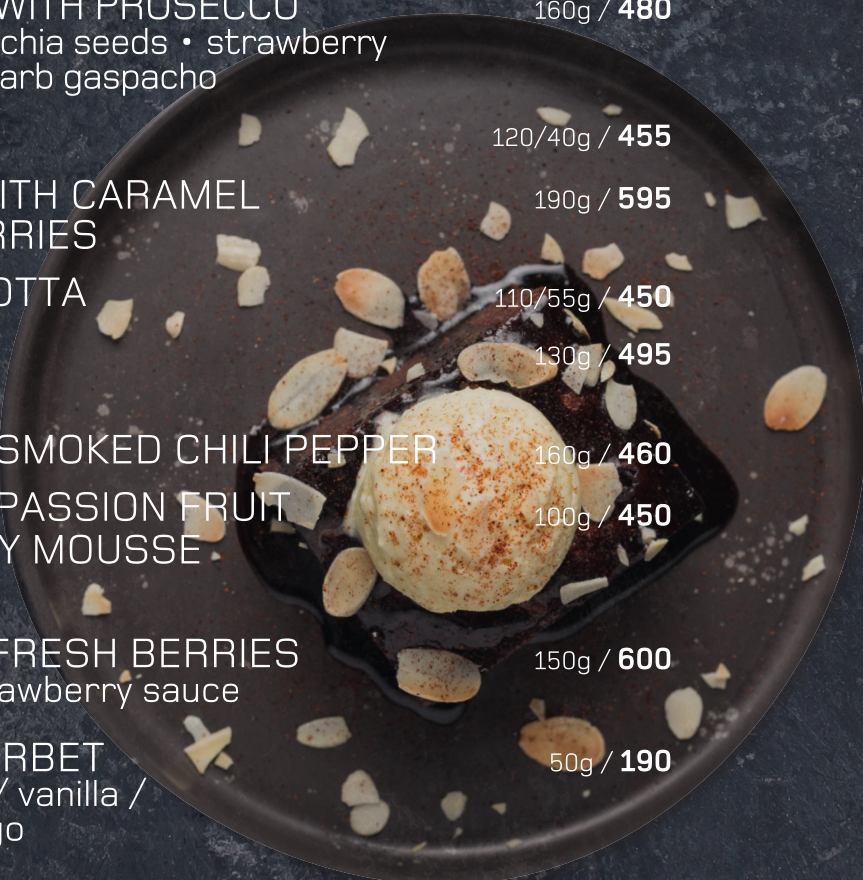 WITH PROSECCO 160g / 480
chia seeds • strawberry
arb gaspacho
120/40g / 455
ITH CARAMEL 190g / 595
RRIES
OTTA 110/55g / 450
130g / 495
SMOKED CHILI PEPPER 160g / 460
PASSION FRUIT 100g / 450
Y MOUSSE
FRESH BERRIES 150g / 600
awberry sauce
RBET 50g / 190
/ vanilla /
go